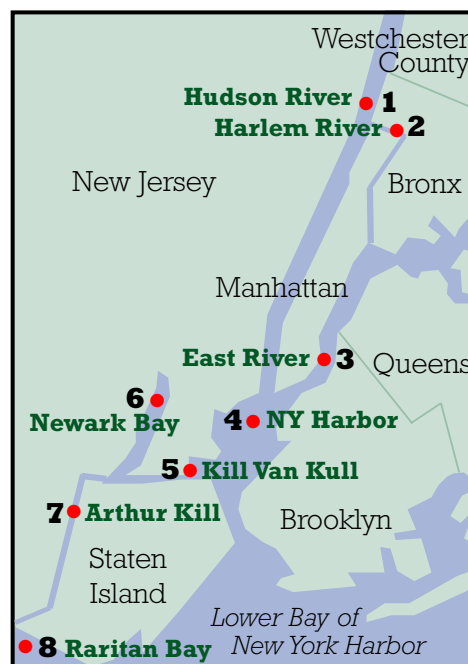 Westchester
County
Hudson River 1
Harlem River 2
New Jersey
Bronx
Manhattan
East River 3
Queens
6
Newark Bay
4 NY Harbor
5 Kill Van Kull
7 Arthur Kill
Brooklyn
Staten
Island
Lower Bay of
New York Harbor
8 Raritan Bay